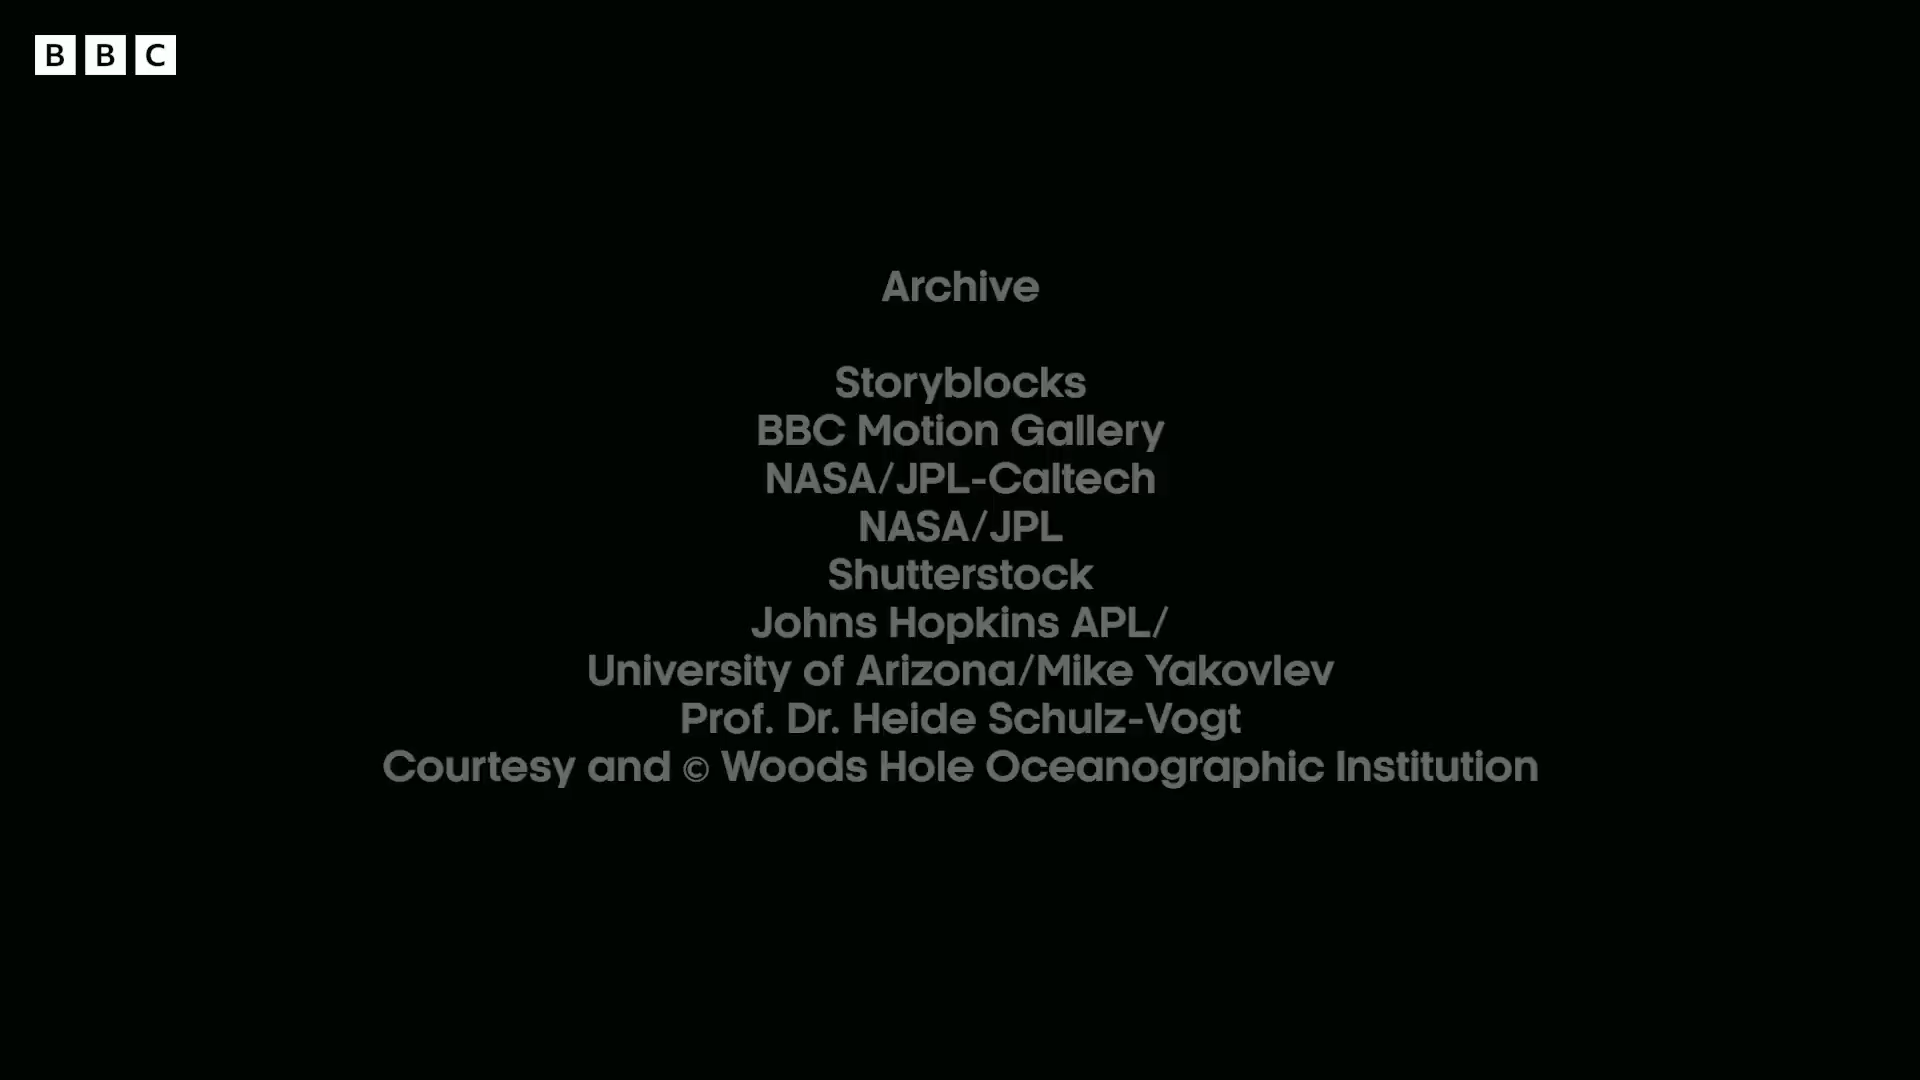 BBC
Archive
Storyblocks
BBC Motion Gallery
NASA/JPL-Caltech
NASA/JPL
Shutterstock
Johns Hopkins APL/
University of Arizona/Mike Yakovlev
Prof. Dr. Heide Schulz-Vogt
Courtesy and © Woods Hole Oceanographic Institution